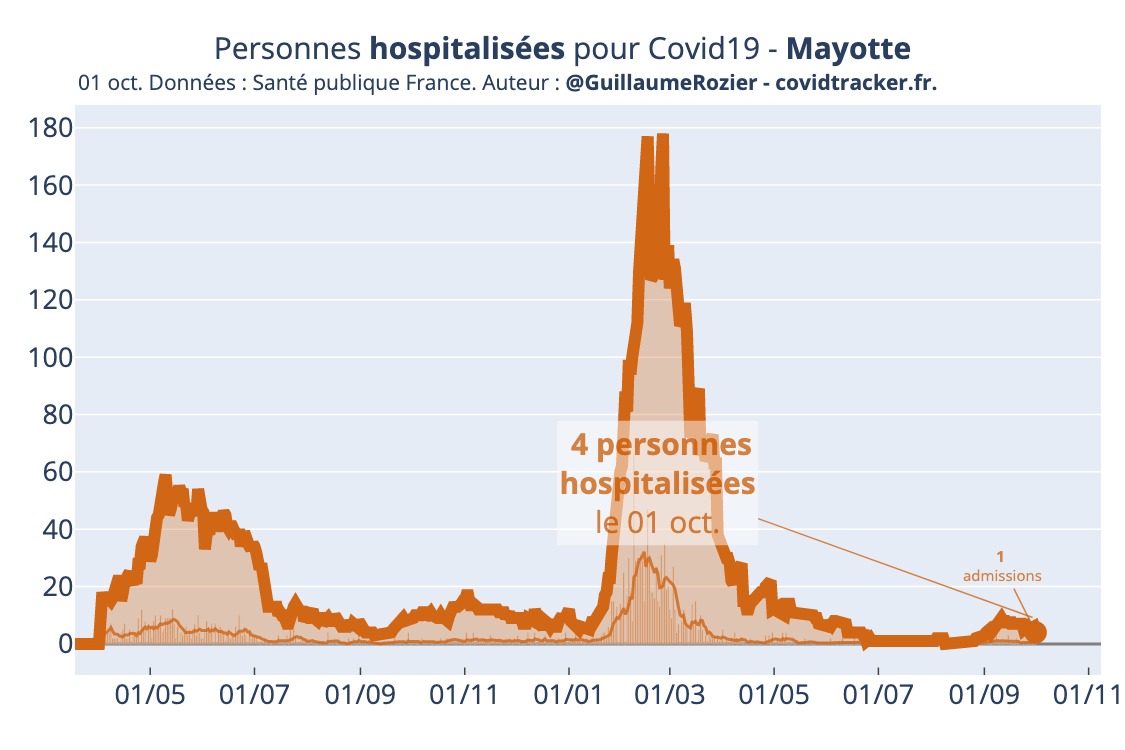 Personnes hospitalisées pour Covid19 - Mayotte
01 oct. Données : Santé publique France. Auteur : @GuillaumeRozier - covidtracker.fr.
180
160
140
120
100
80
60
40
20
0
4 personnes
hospitalisées
le 01 oct.
1
admissions
01/05 01/07 01/09 01/11 01/01 01/03 01/05 01/07 01/09 01/11